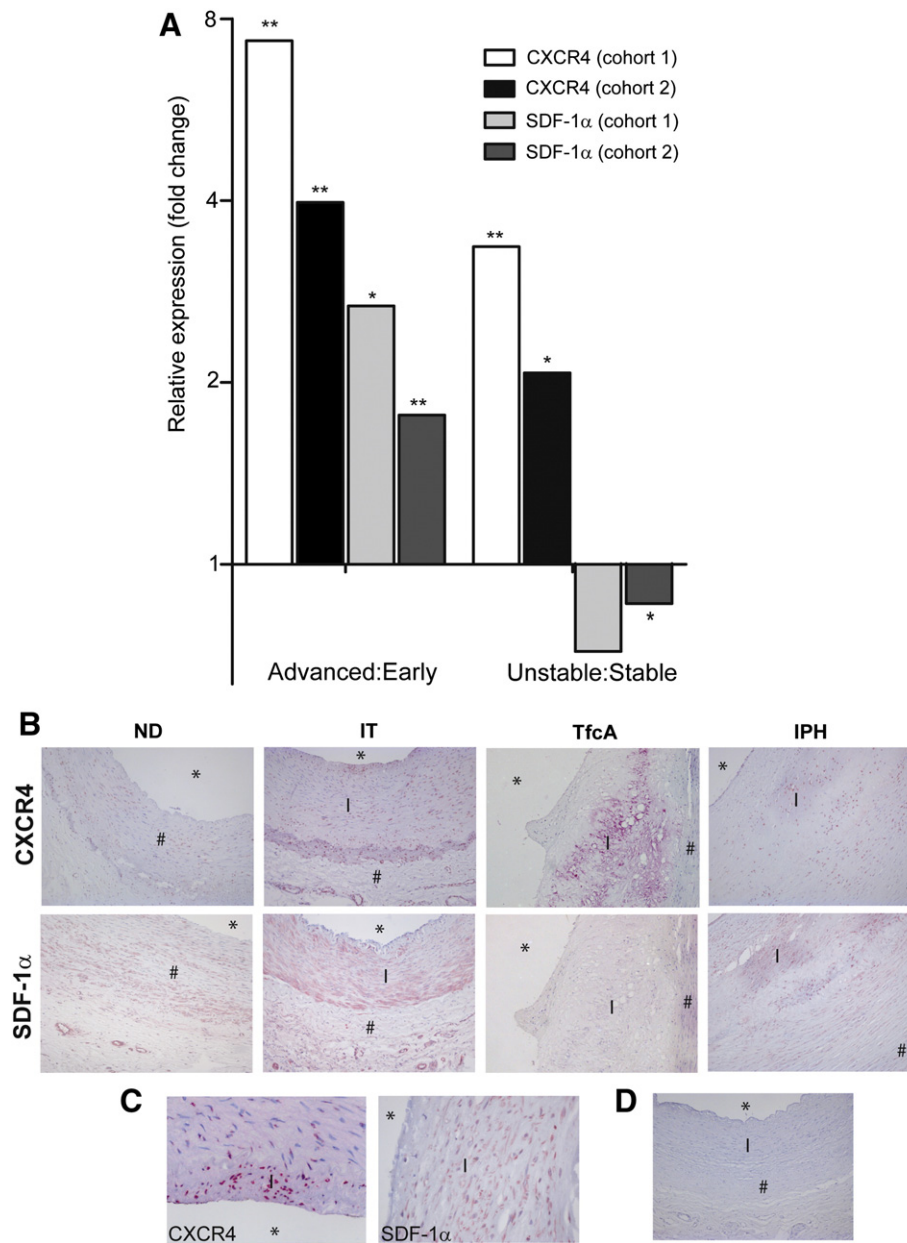 A
8
4
2
1
Relative expression (fold change)
CXCR4 (cohort 1)
CXCR4 (cohort 2)
SDF-1α (cohort 1)
SDF-1α (cohort 2)
** ** * **
** * *
Advanced:Early Unstable:Stable
B
ND IT TfcA IPH
CXCR4
* # * I # * I # * I
SDF-1α
* # * I # * I # I #
C
I * CXCR4
* I SDF-1α
D
* I #